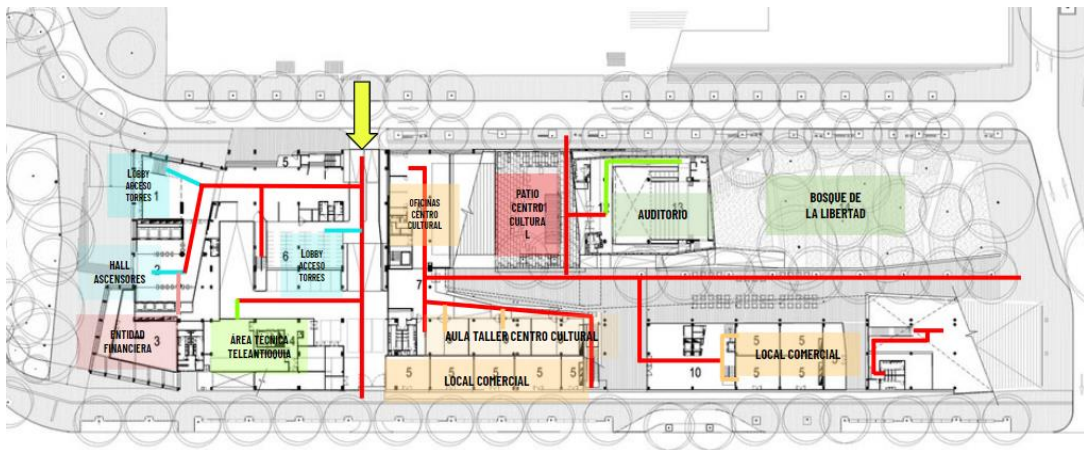 LOBBY
ACCESO
TORRES
1
5
OFICINAS
CENTRO
CULTURAL
PATIO
CENTRO
CULTURA
L
AUDITORIO
13
BOSQUE DE
LA LIBERTAD
HALL
ASCENSORES
2
6
LOBBY
ACCESO
TORRES
7
ENTIDAD
FINANCIERA
3
ÁREA TECNICA
TELEANTIOQUIA
4
AULA TALLER CENTRO CULTURAL
LOCAL COMERCIAL
5 5 5 5 5
10
LOCAL COMERCIAL
5 5
5 5